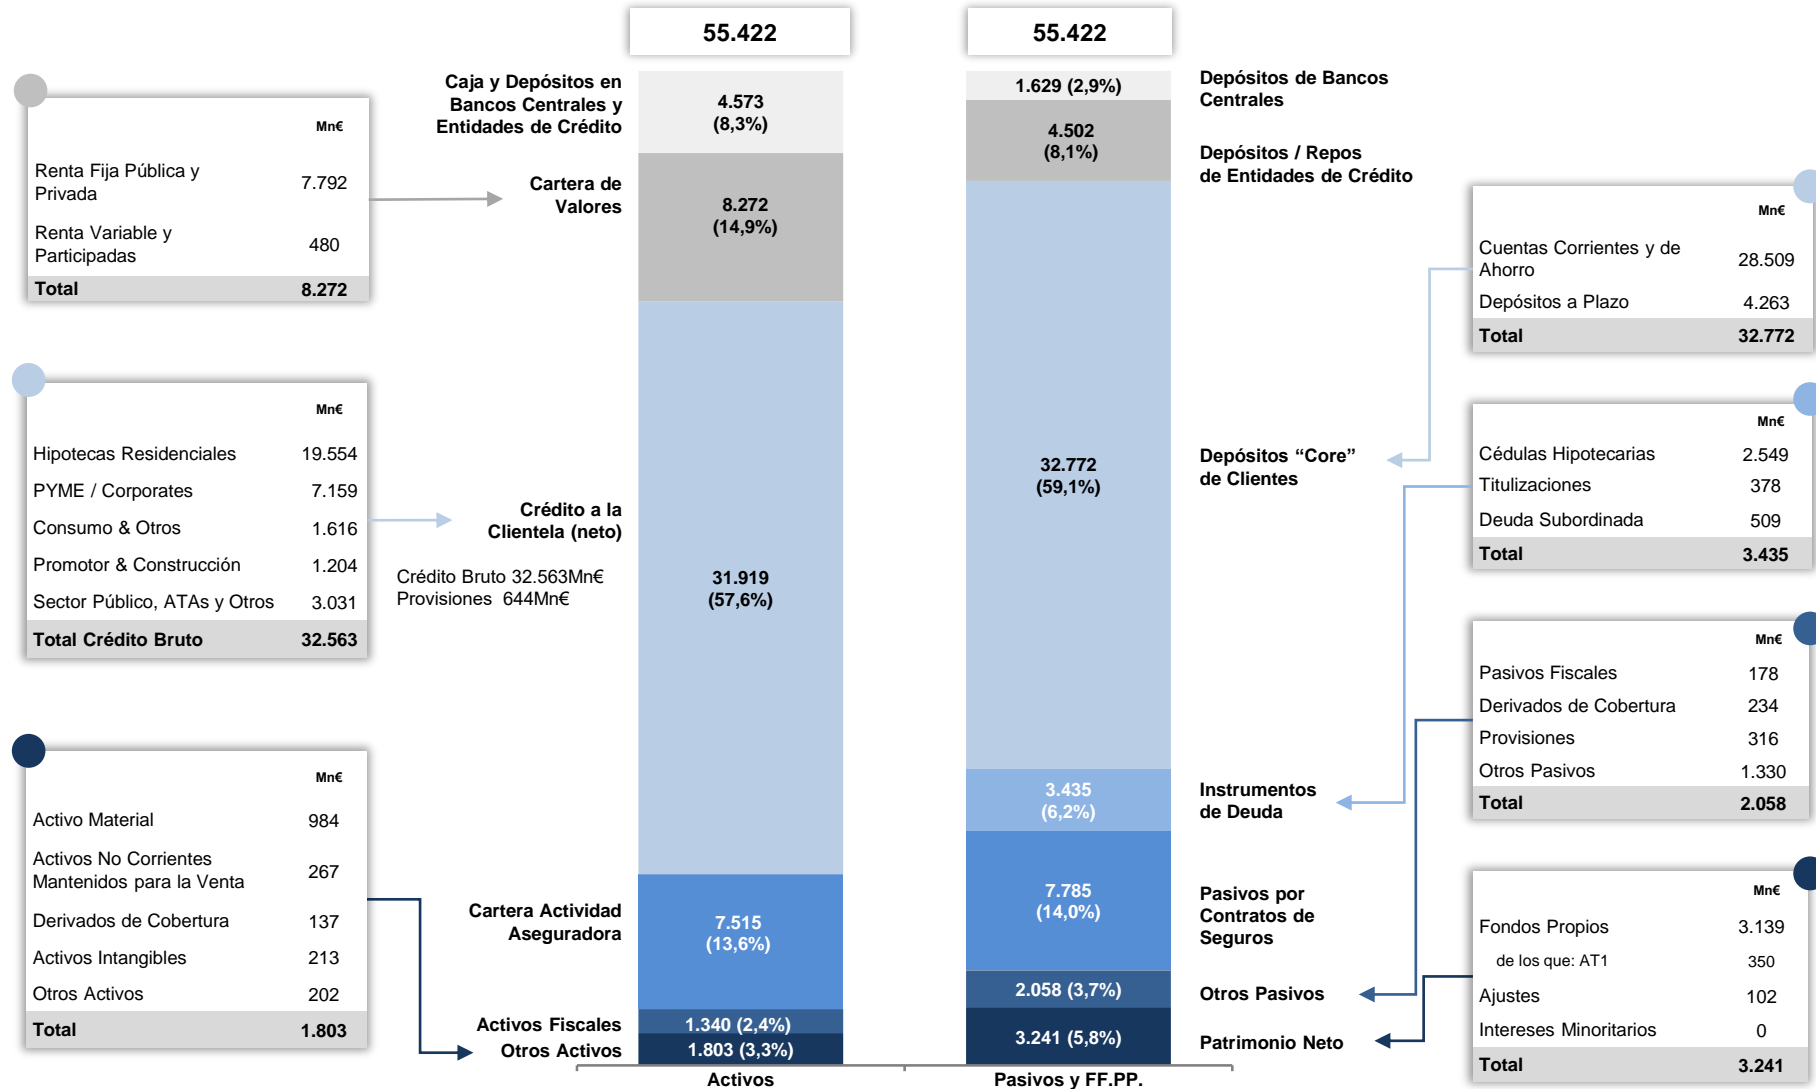 55.422
55.422
Mn€
Renta Fija Pública y
Privada
7.792
Renta Variable y
Participadas
480
Total 8.272
Mn€
Hipotecas Residenciales 19.554
PYME / Corporates 7.159
Consumo & Otros 1.616
Promotor & Construcción 1.204
Sector Público, ATAs y Otros 3.031
Total Crédito Bruto 32.563
Mn€
Activo Material 984
Activos No Corrientes
Mantenidos para la Venta
267
Derivados de Cobertura 137
Activos Intangibles 213
Otros Activos 202
Total 1.803
Caja y Depósitos en
Bancos Centrales y
Entidades de Crédito
Cartera de
Valores
Crédito a la
Clientela (neto)
Crédito Bruto 32.563Mn€
Provisiones 644Mn€
Cartera Actividad
Aseguradora
Activos Fiscales
Otros Activos
4.573
(8,3%)
8.272
(14,9%)
31.919
(57,6%)
7.515
(13,6%)
1.340 (2,4%)
1.803 (3,3%)
Activos
1.629 (2,9%)
4.502
(8,1%)
32.772
(59,1%)
3.435
(6,2%)
7.785
(14,0%)
2.058 (3,7%)
3.241 (5,8%)
Pasivos y FF.PP.
Depósitos de Bancos
Centrales
Depósitos / Repos
de Entidades de Crédito
Depósitos “Core”
de Clientes
Instrumentos
de Deuda
Pasivos por
Contratos de
Seguros
Otros Pasivos
Patrimonio Neto
Mn€
Cuentas Corrientes y de
Ahorro
28.509
Depósitos a Plazo 4.263
Total 32.772
Mn€
Cédulas Hipotecarias 2.549
Titulizaciones 378
Deuda Subordinada 509
Total 3.435
Mn€
Pasivos Fiscales 178
Derivados de Cobertura 234
Provisiones 316
Otros Pasivos 1.330
Total 2.058
Mn€
Fondos Propios 3.139
de los que: AT1 350
Ajustes 102
Intereses Minoritarios 0
Total 3.241